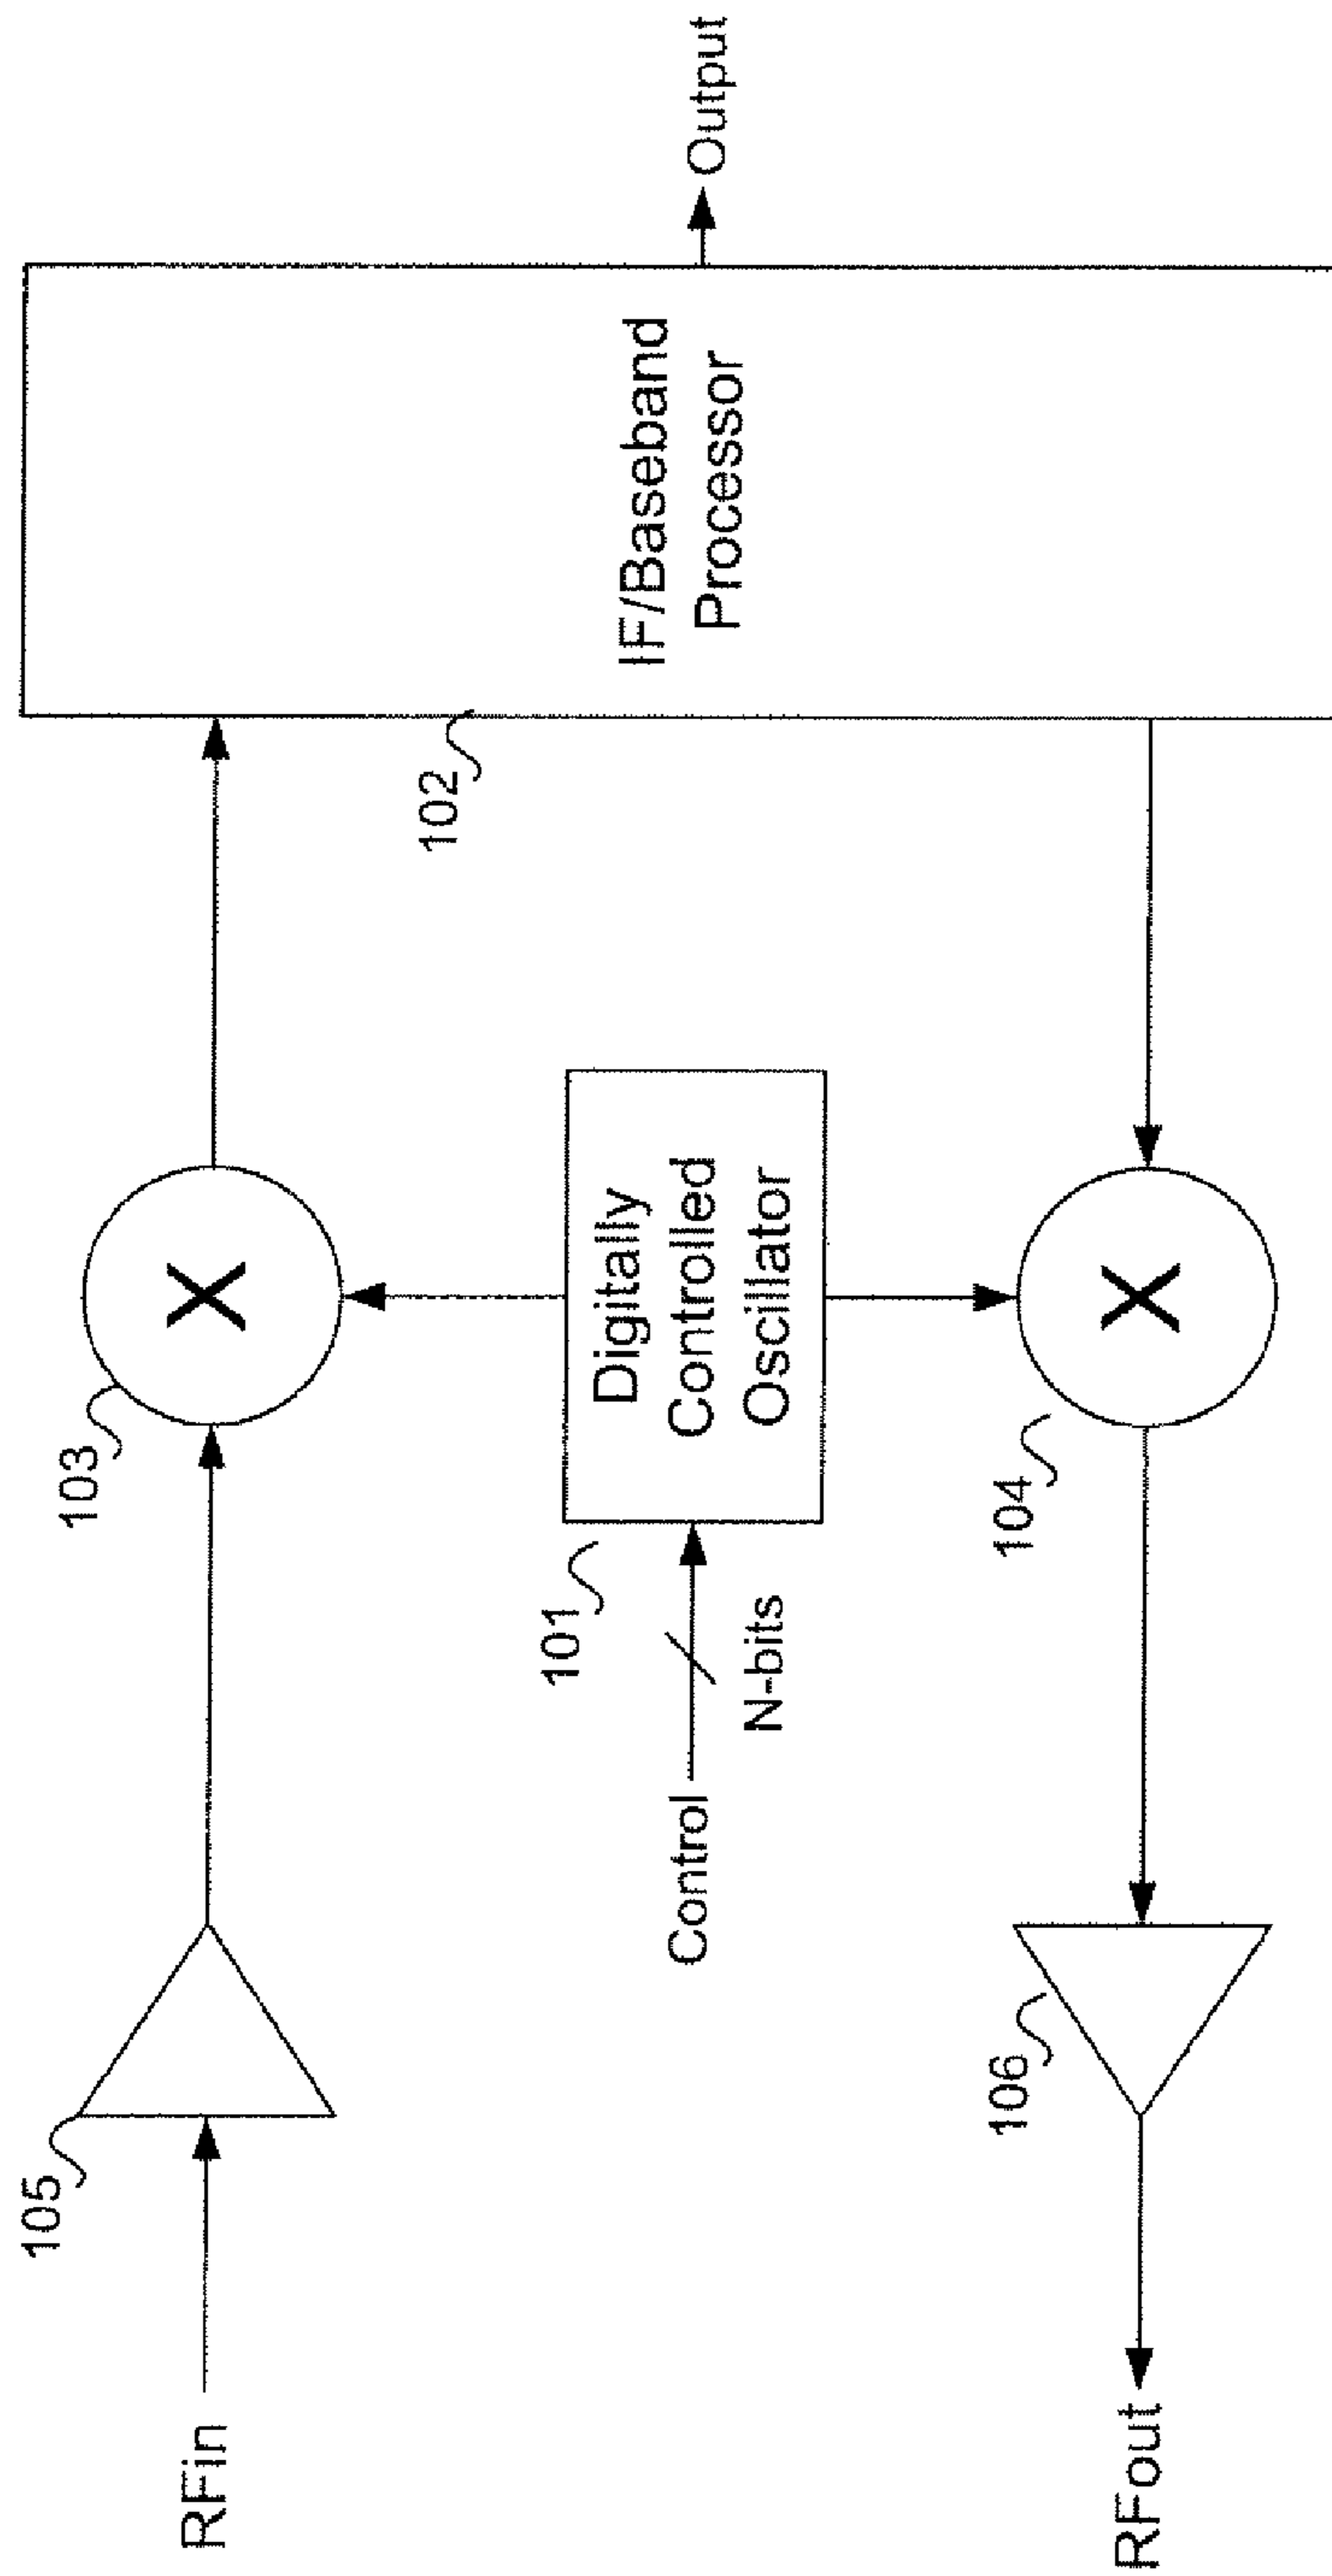 RFin
105
103
102
IF/Baseband
Processor
Output
Control
N-bits
101
Digitally
Controlled
Oscillator
RFout
106
104
X
X